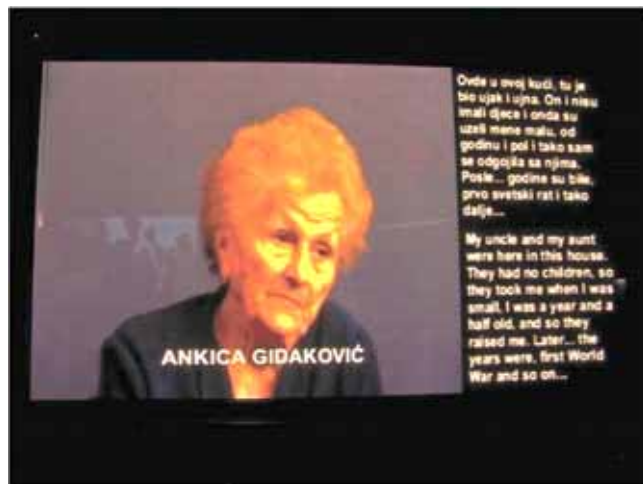 Ovde u ovoj kući, tu je
bio ujak i ujna. On i nisu
imali djece i onda su
uzeli mene malu, od
godinu i pol i tako sam
se odgojila sa njima.
Posle... godine su bile,
prvo svetski rat i tako
dalje...
My uncle and my aunt
were here in this house.
They had no children, so
they took me when I was
small, I was a year and a
half old, and so they
raised me. Later... the
years were, first World
War and so on...
ANKICA GIDAKOVIĆ